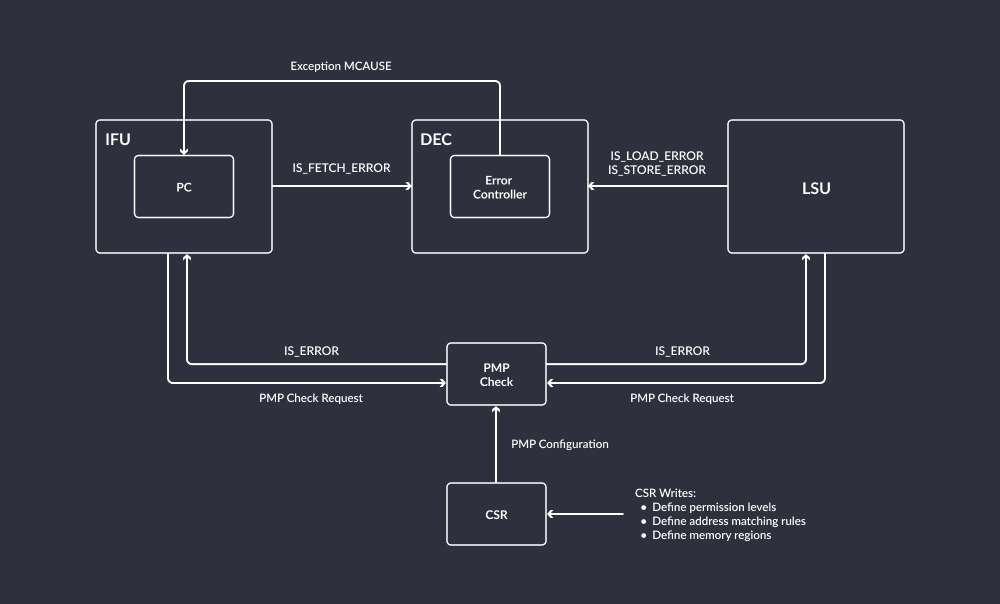 Exception MCAUSE
IFU
PC
IS_FETCH_ERROR
DEC
Error
Controller
IS_LOAD_ERROR
IS_STORE_ERROR
LSU
IS_ERROR
PMP Check Request
PMP
Check
IS_ERROR
PMP Check Request
PMP Configuration
CSR
CSR Writes:
• Define permission levels
• Define address matching rules
• Define memory regions